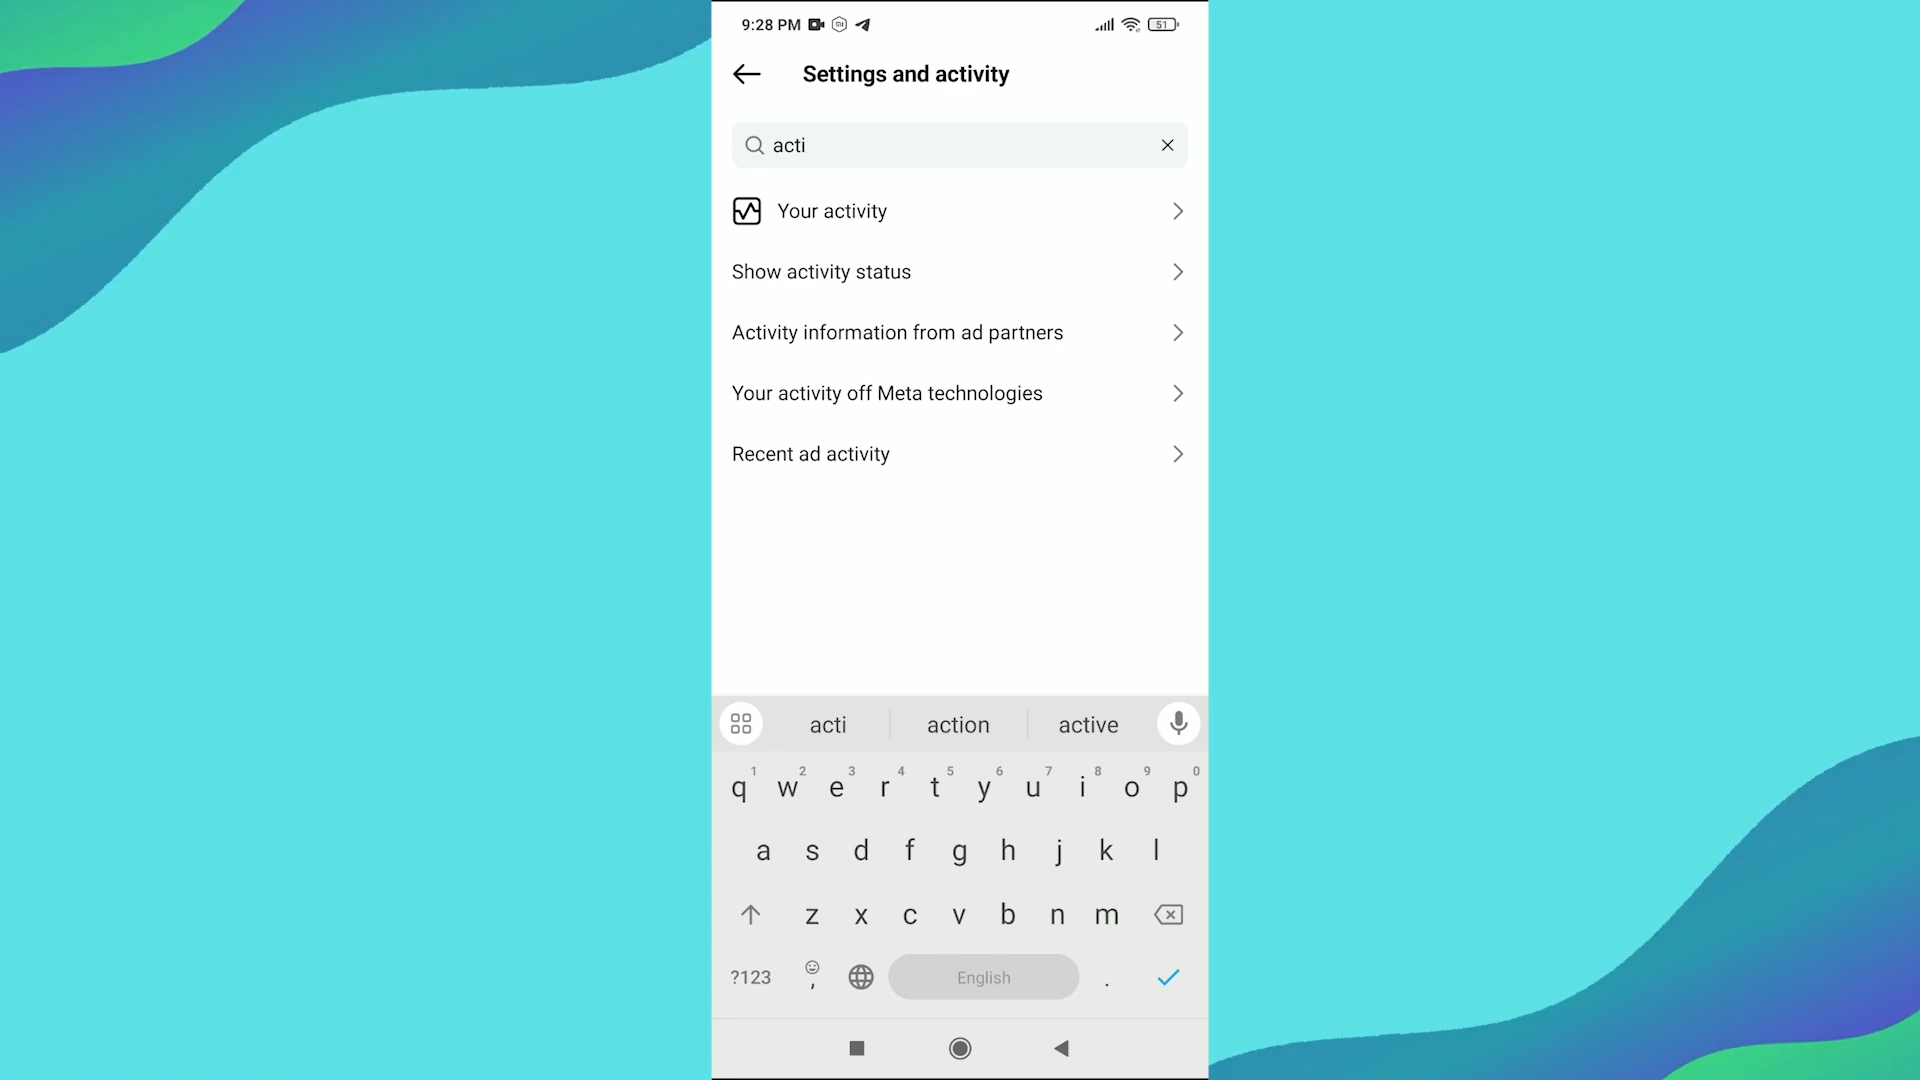 9:28 PM
51
Settings and activity
acti
Your activity
Show activity status
Activity information from ad partners
Your activity off Meta technologies
Recent ad activity
acti action active
1 2 3 4 5 6 7 8 9 0
q w e r t y u i o p
a s d f g h j k l
z x c v b n m
?123 , English .